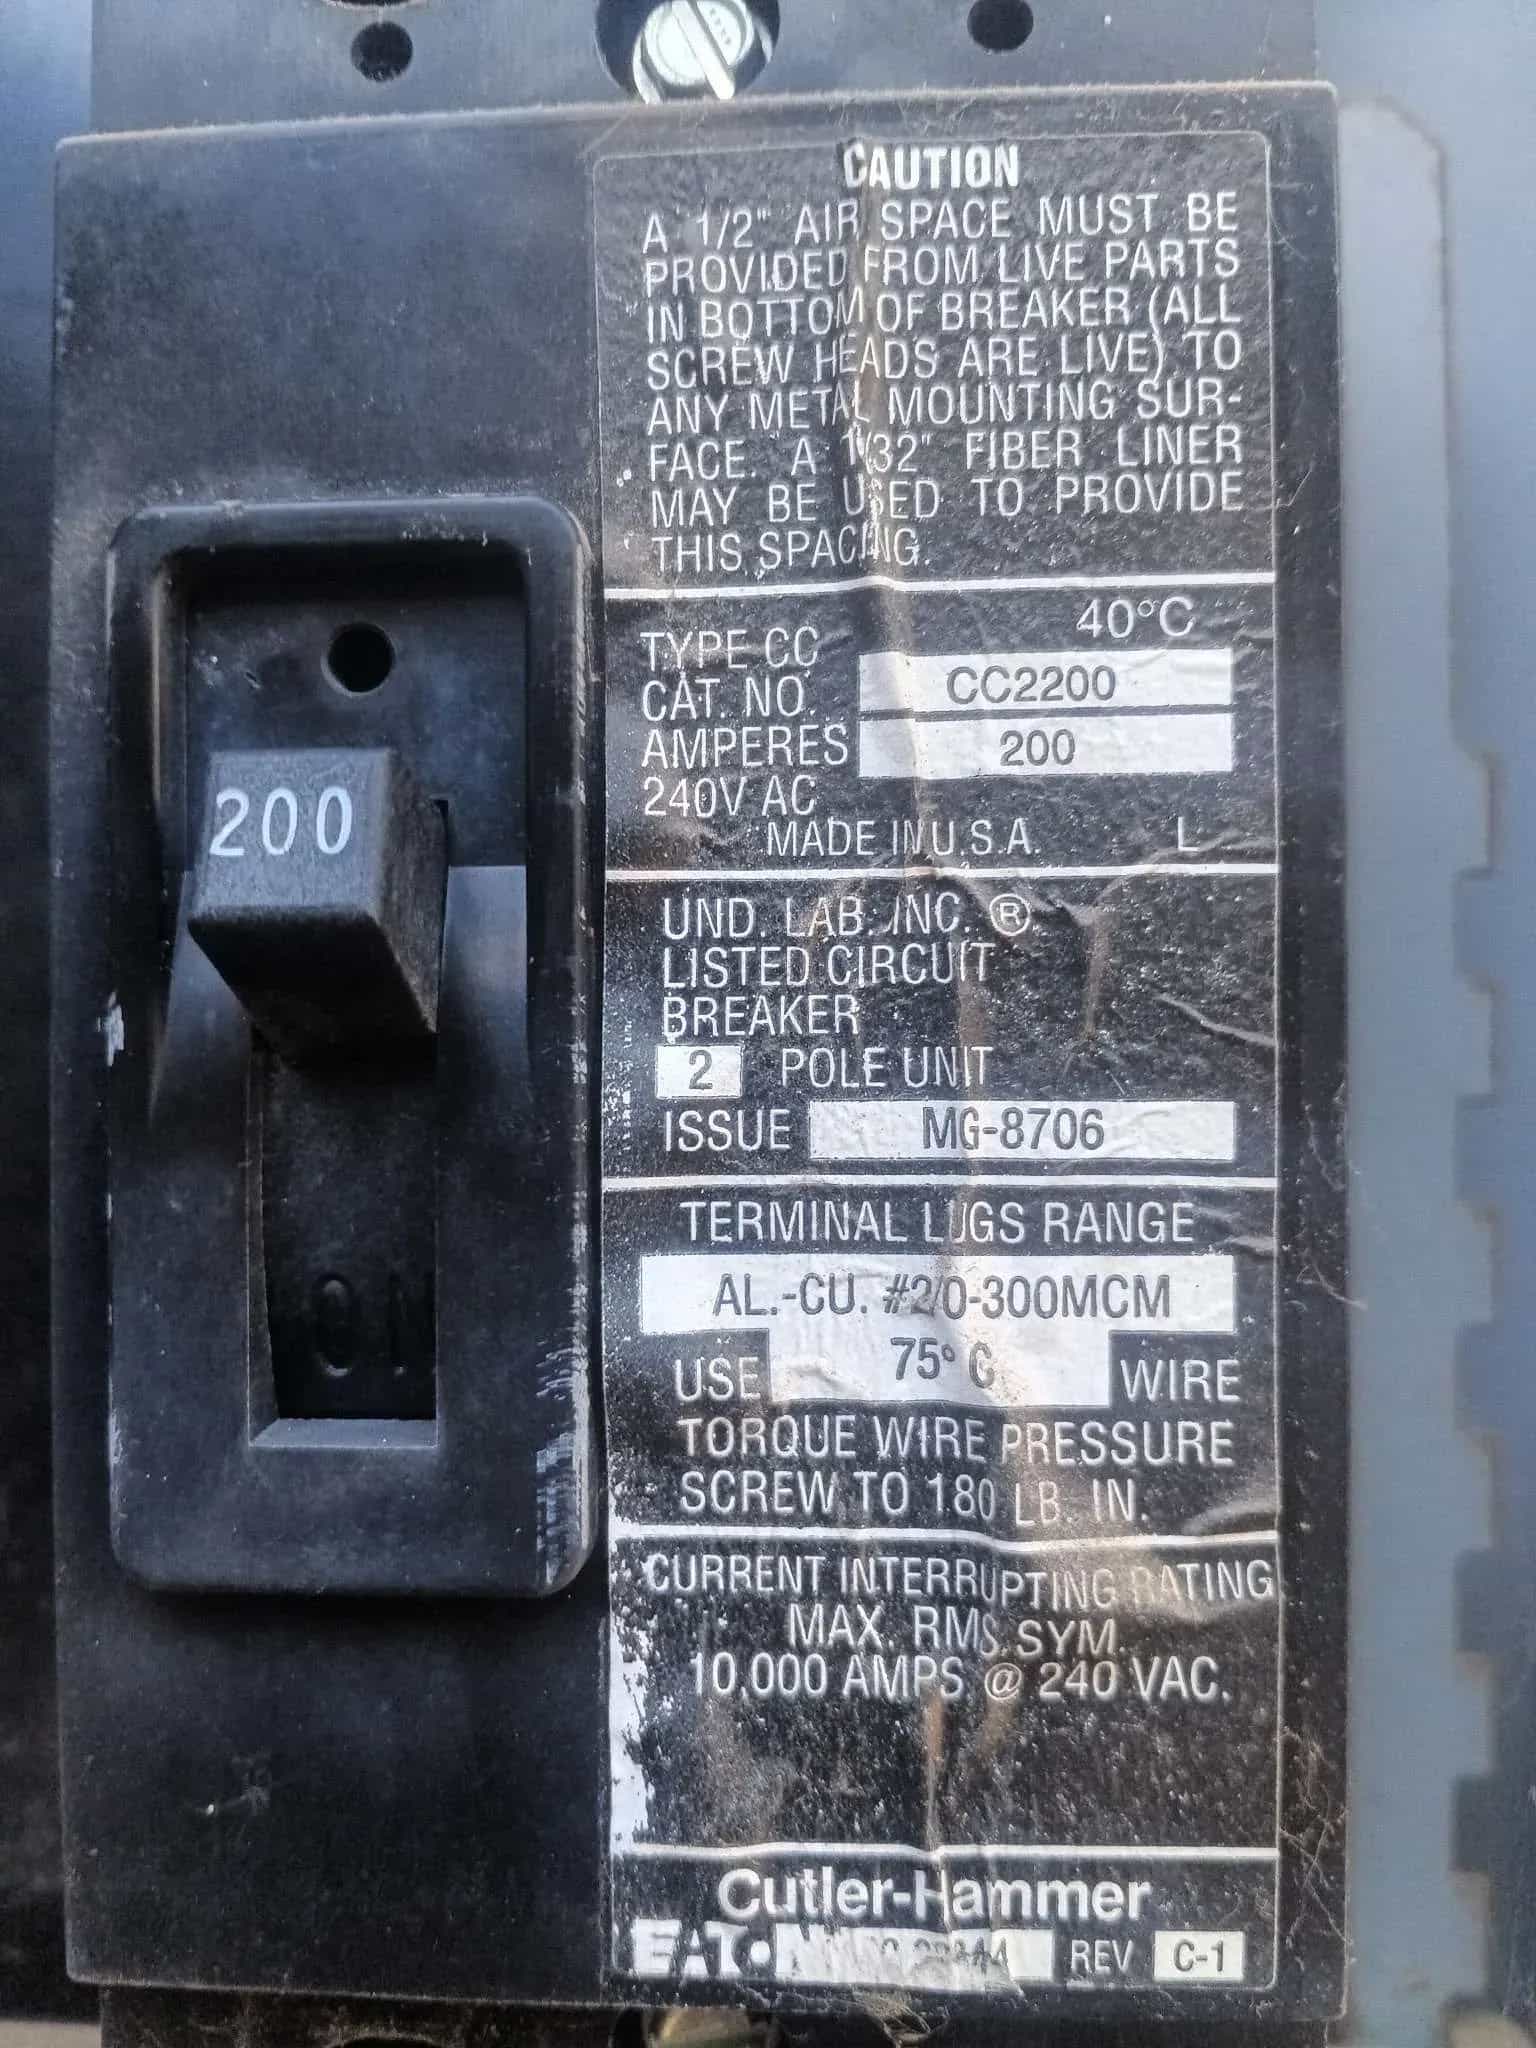 200
ON
CAUTION
A 1/2" AIR SPACE MUST BE
PROVIDED FROM LIVE PARTS
IN BOTTOM OF BREAKER (ALL
SCREW HEADS ARE LIVE) TO
ANY METAL MOUNTING SUR-
FACE. A 1/32" FIBER LINER
MAY BE USED TO PROVIDE
THIS SPACING.
40°C
TYPE CC
CAT. NO. CC2200
AMPERES 200
240V AC
MADE IN U.S.A. L
UND. LAB. INC. ®
LISTED CIRCUIT
BREAKER
2 POLE UNIT
ISSUE MG-8706
TERMINAL LUGS RANGE
AL.-CU. #2/0-300MCM
USE 75° C WIRE
TORQUE WIRE PRESSURE
SCREW TO 180 LB. IN.
CURRENT INTERRUPTING RATING
MAX. RMS. SYM.
10,000 AMPS @ 240 VAC.
Cutler-Hammer
EATON REV C-1